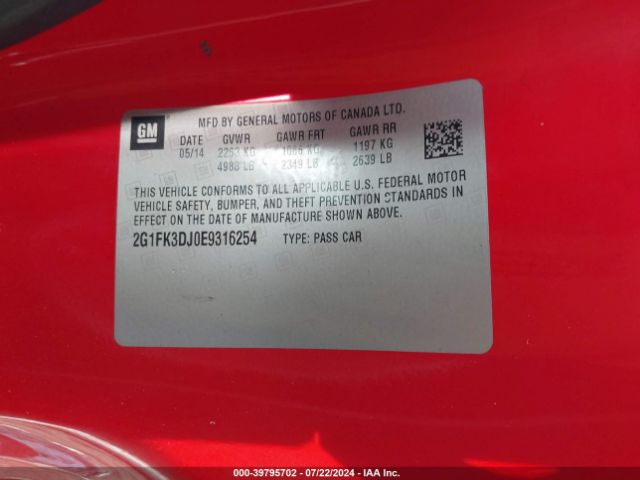 GM
MFD BY GENERAL MOTORS OF CANADA LTD.
DATE GVWR GAWR FRT GAWR RR
05/14 2263 KG 1066 KG 1197 KG
4988 LB 2349 LB 2639 LB
THIS VEHICLE CONFORMS TO ALL APPLICABLE U.S. FEDERAL MOTOR
VEHICLE SAFETY, BUMPER, AND THEFT PREVENTION STANDARDS IN
EFFECT ON THE DATE OF MANUFACTURE SHOWN ABOVE.
2G1FK3DJ0E9316254 TYPE: PASS CAR
000-39795702 - 07/22/2024 - IAA Inc.